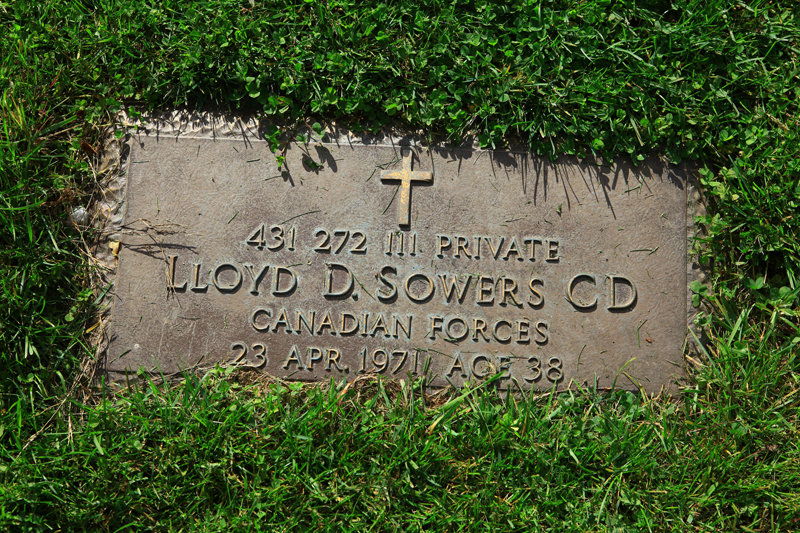 431 272 111 PRIVATE
LLOYD D. SOWERS CD
CANADIAN FORCES
23 APR. 1971 AGE 38